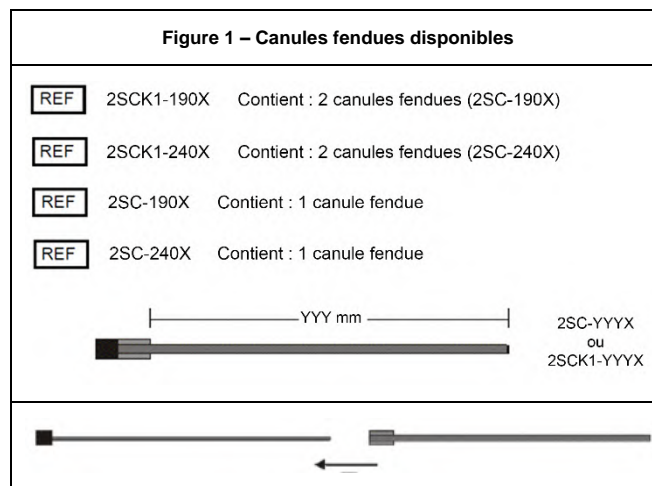 Figure 1 – Canules fendues disponibles
REF 2SCK1-190X Contient : 2 canules fendues (2SC-190X)
REF 2SCK1-240X Contient : 2 canules fendues (2SC-240X)
REF 2SC-190X Contient : 1 canule fendue
REF 2SC-240X Contient : 1 canule fendue
YYY mm
2SC-YYYX
ou
2SCK1-YYYX